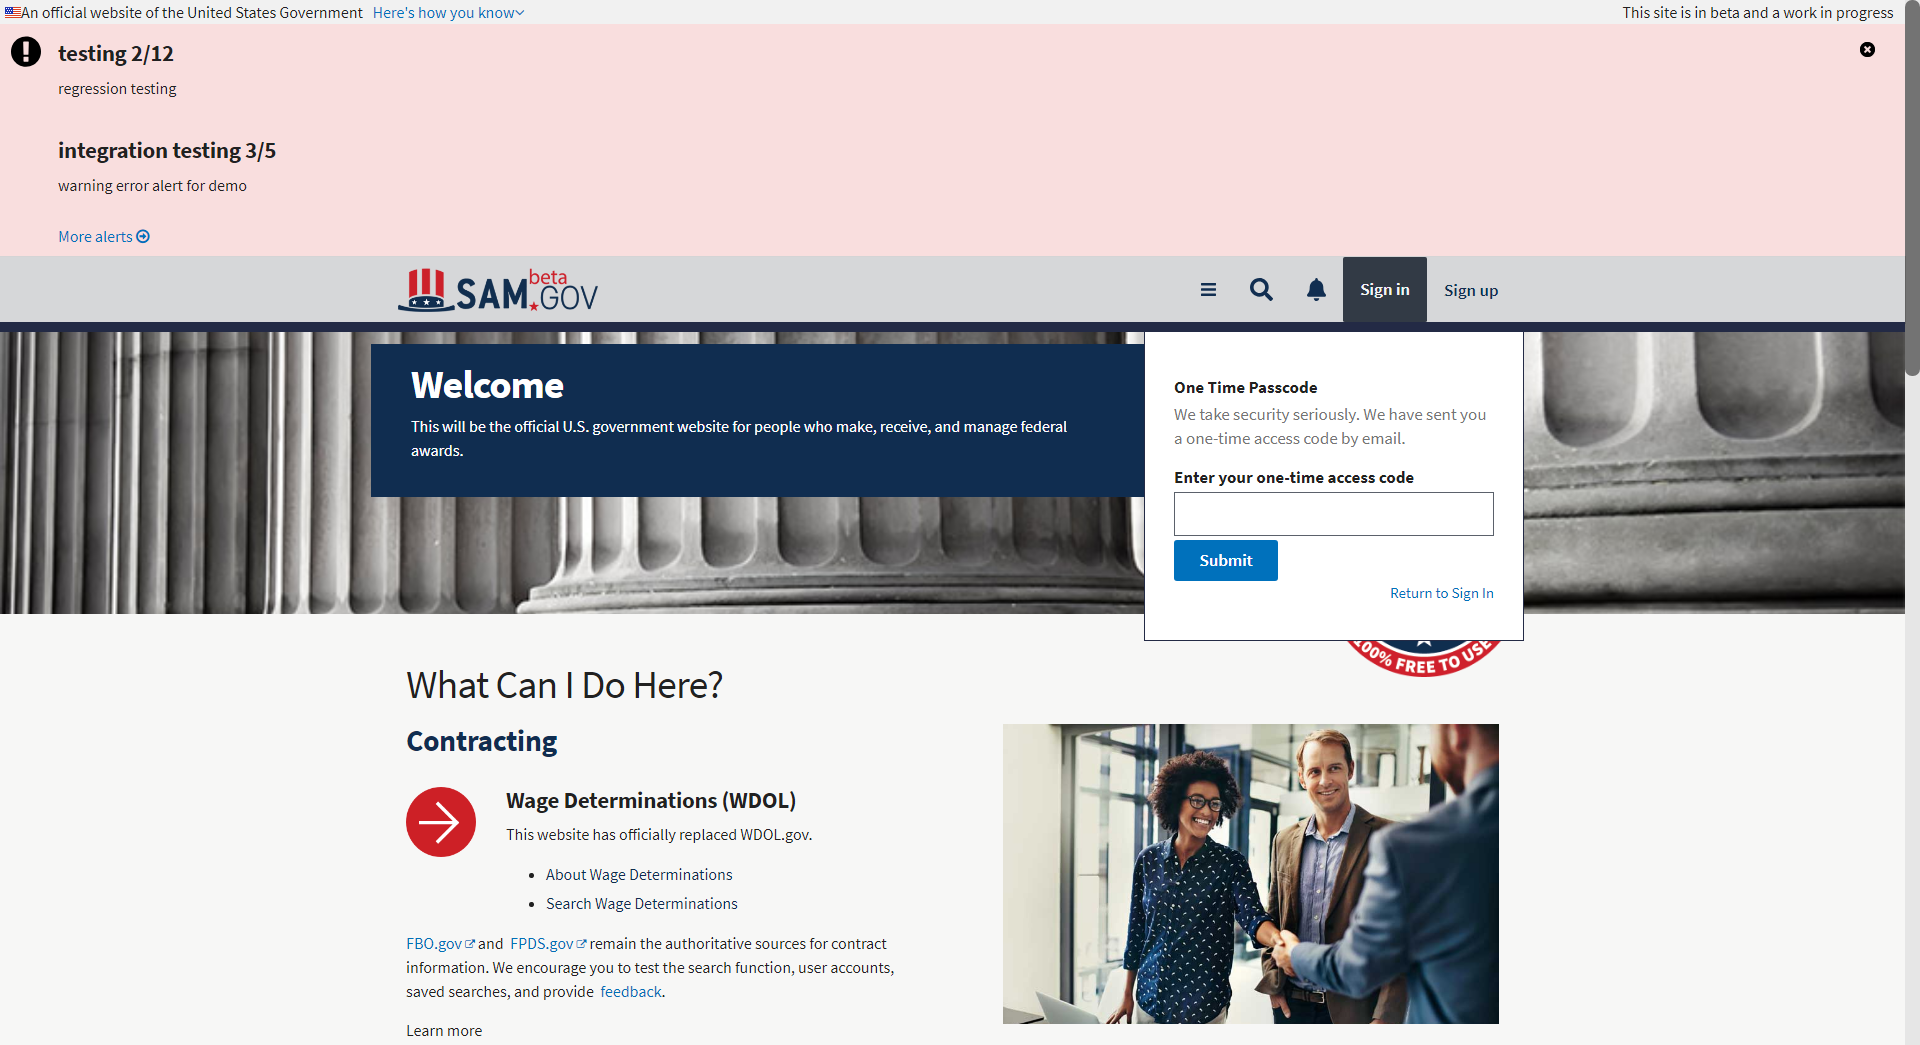 An official website of the United States Government Here's how you know
This site is in beta and a work in progress
testing 2/12
regression testing
integration testing 3/5
warning error alert for demo
More alerts
SAM.GOV beta
Sign in
Sign up
Welcome
This will be the official U.S. government website for people who make, receive, and manage federal
awards.
One Time Passcode
We take security seriously. We have sent you
a one-time access code by email.
Enter your one-time access code
Submit
Return to Sign In
100% FREE TO USE
What Can I Do Here?
Contracting
Wage Determinations (WDOL)
This website has officially replaced WDOL.gov.
• About Wage Determinations
• Search Wage Determinations
FBO.gov and FPDS.gov remain the authoritative sources for contract
information. We encourage you to test the search function, user accounts,
saved searches, and provide feedback.
Learn more